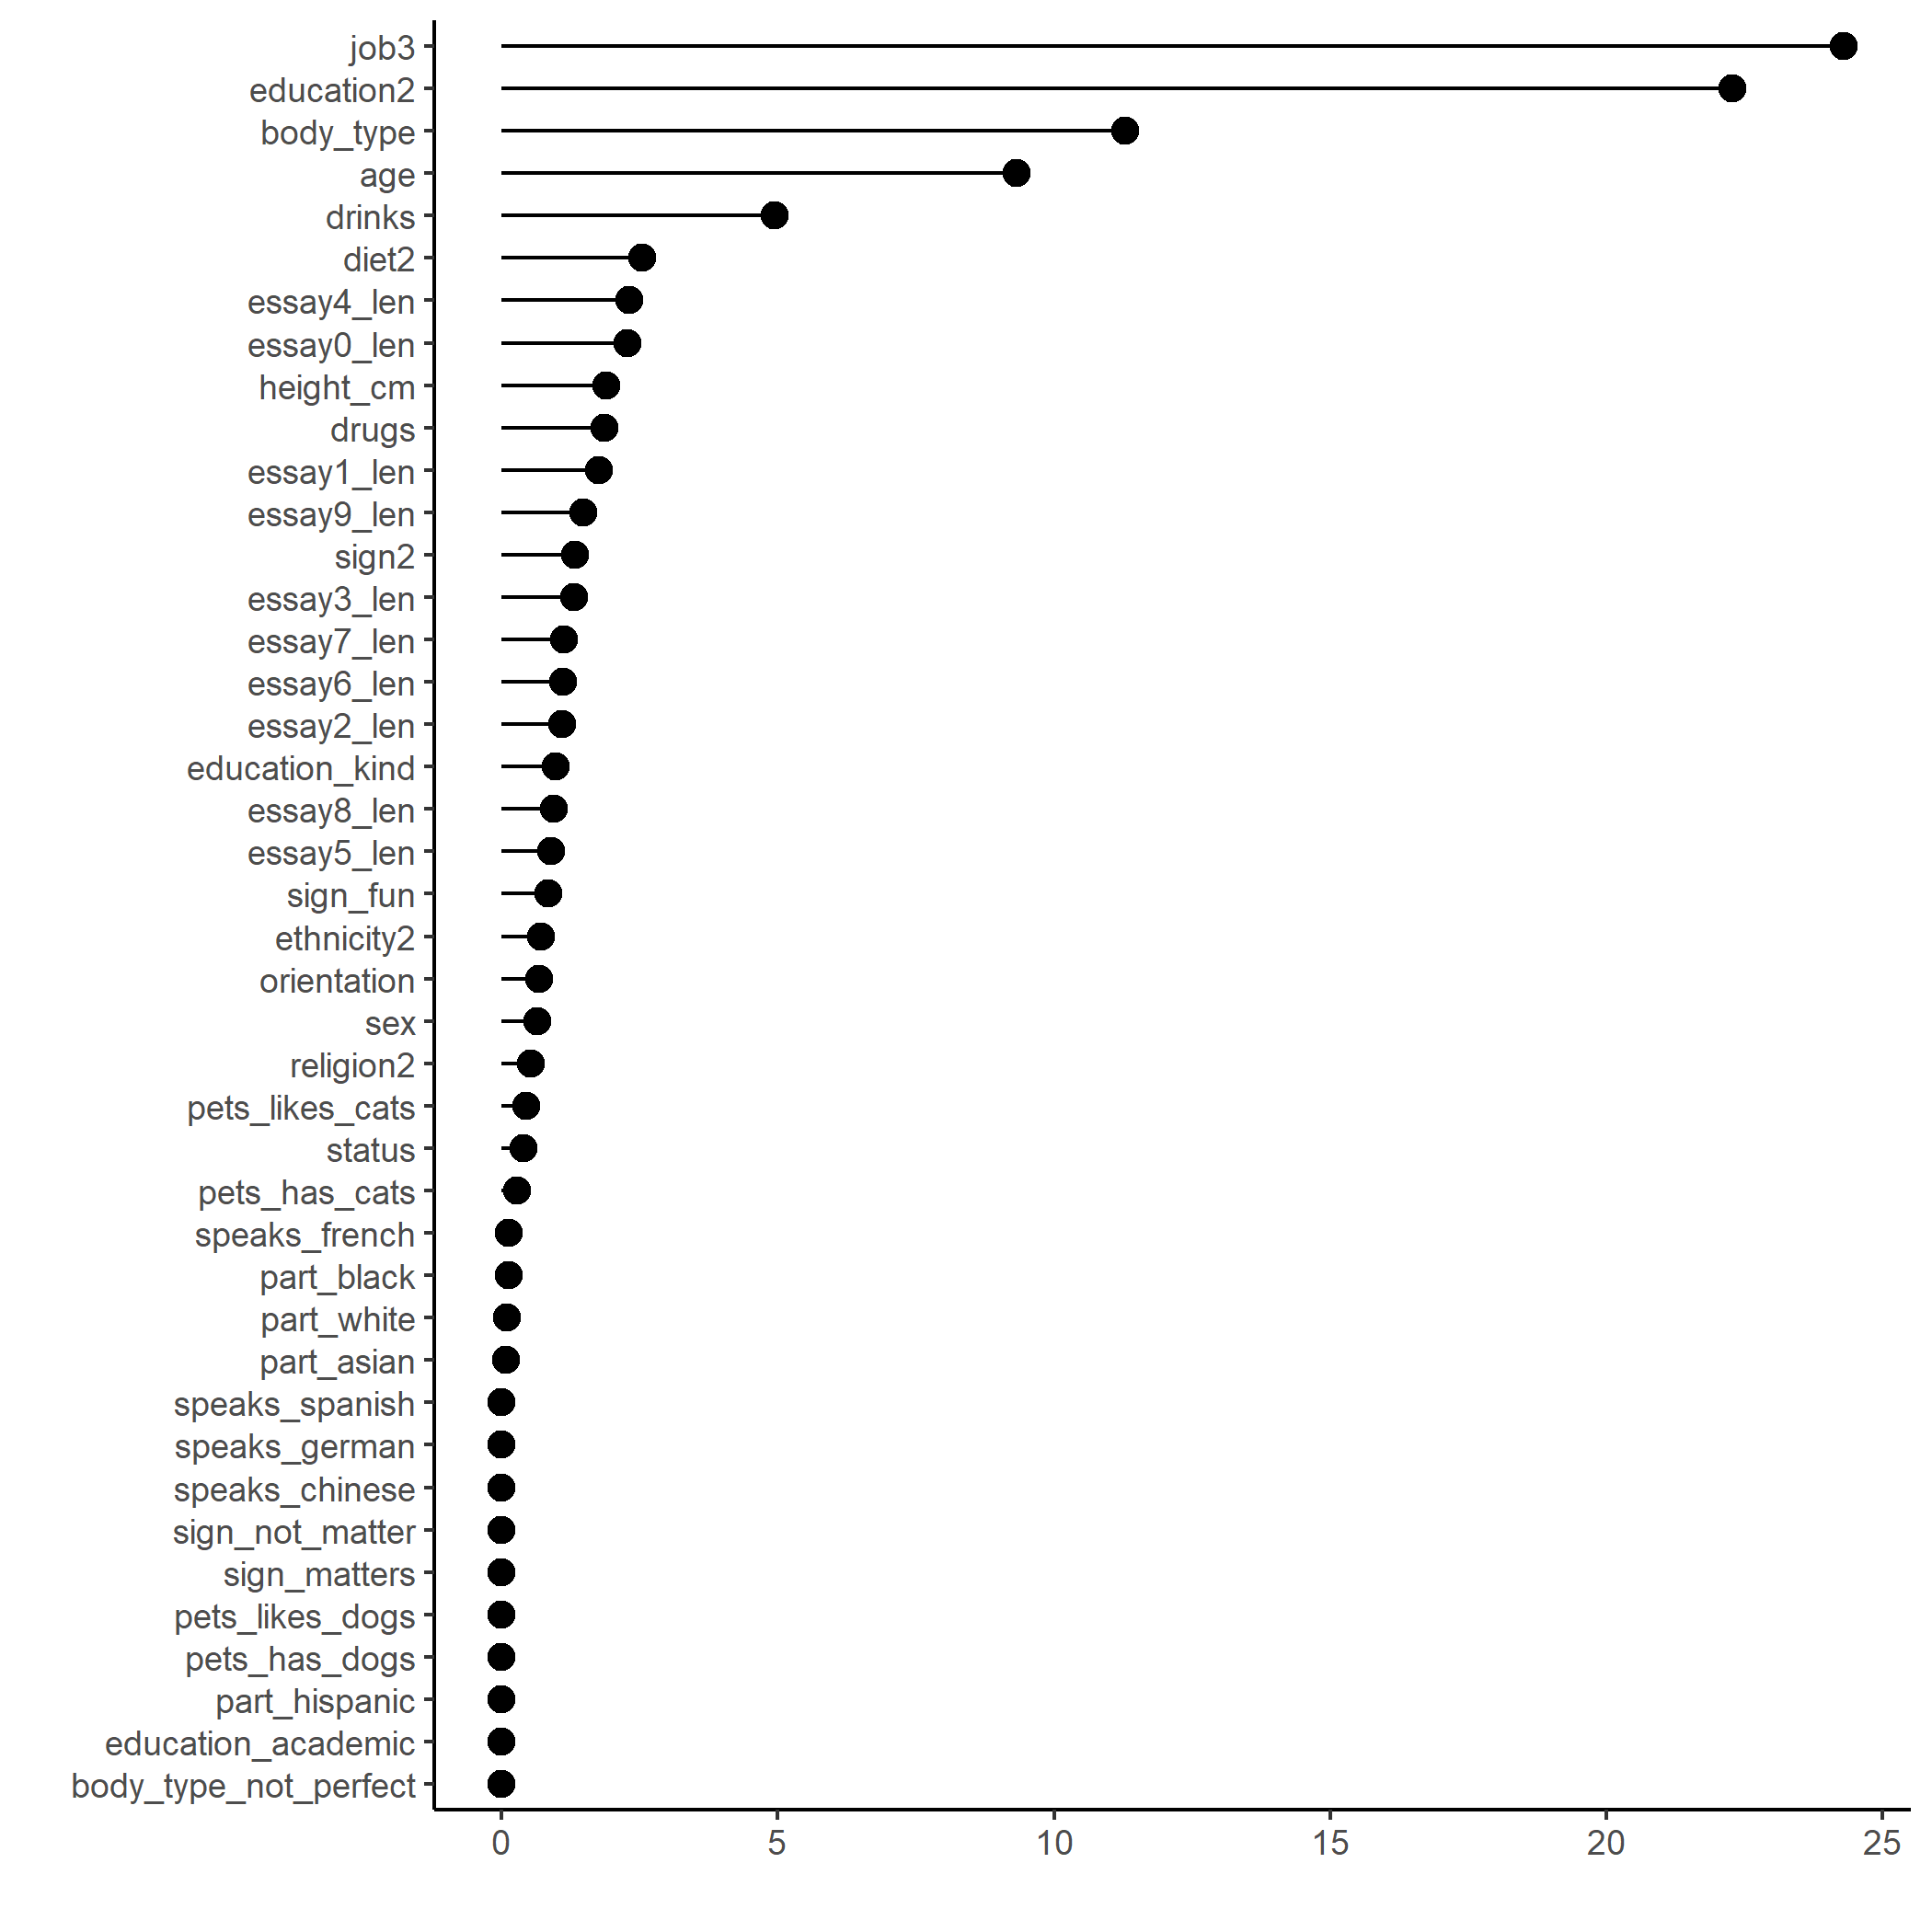 job3
education2
body_type
age
drinks
diet2
essay4_len
essay0_len
height_cm
drugs
essay1_len
essay9_len
sign2
essay3_len
essay7_len
essay6_len
essay2_len
education_kind
essay8_len
essay5_len
sign_fun
ethnicity2
orientation
sex
religion2
pets_likes_cats
status
pets_has_cats
speaks_french
part_black
part_white
part_asian
speaks_spanish
speaks_german
speaks_chinese
sign_not_matter
sign_matters
pets_likes_dogs
pets_has_dogs
part_hispanic
education_academic
body_type_not_perfect
0 5 10 15 20 25